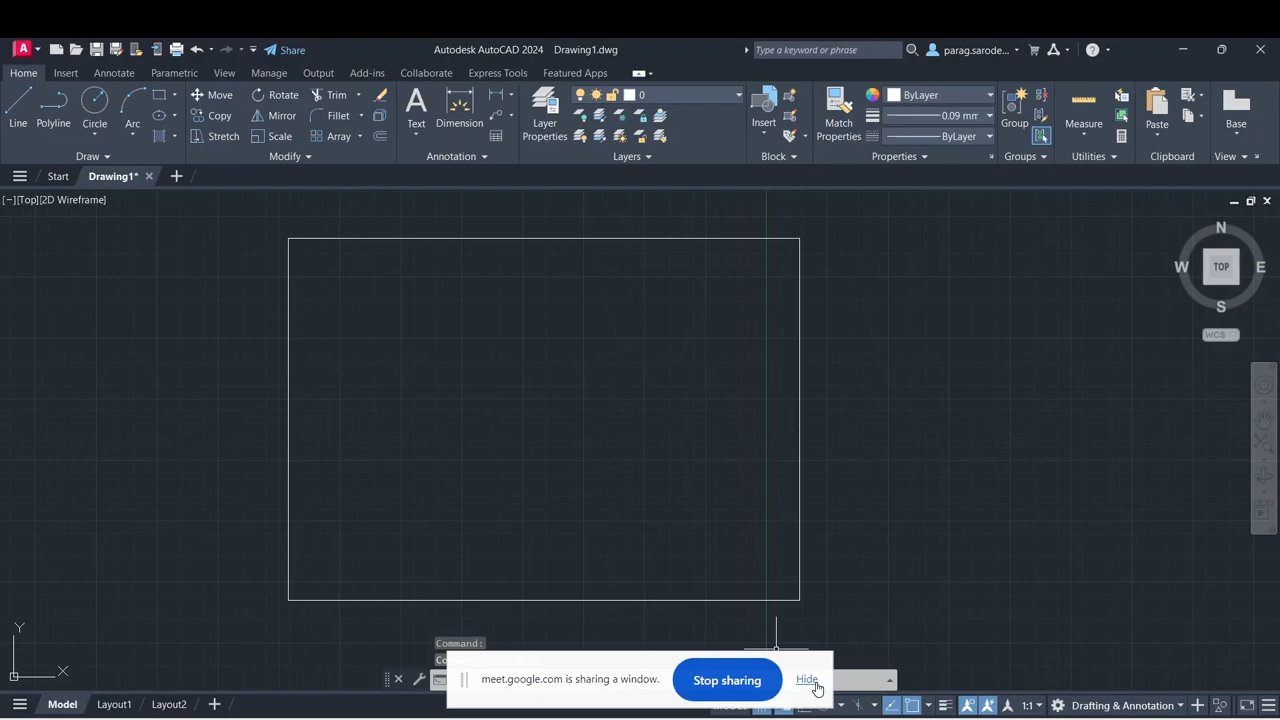 A Share Autodesk AutoCAD 2024 Drawing1.dwg Type a keyword or phrase parag.sarode...
Home Insert Annotate Parametric View Manage Output Add-ins Collaborate Express Tools Featured Apps
Move Rotate Trim 0 ByLayer
Line Polyline Circle Arc Copy Mirror Fillet Text Dimension Layer Properties Insert Match Properties 0.09 mm Group Measure Paste Base
Stretch Scale Array ByLayer
Draw Modify Annotation Layers Block Properties Groups Utilities Clipboard View
Start Drawing1*
[−][Top][2D Wireframe]
N
W TOP E
S
WCS
Command:
Co
Y
X
meet.google.com is sharing a window. Stop sharing Hide
Layout1 Layout2 1:1 Drafting & Annotation